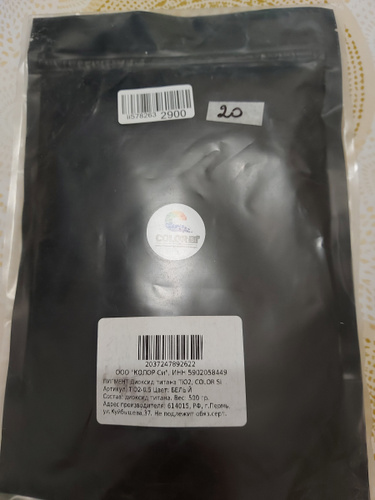 9578263 2900
20
COLOR SI
2037247892622
ООО "КОЛОР Си", ИНН 5902058449
Пигмент Диоксид титана TiO2, COLOR Si
Артикул: TiO2-0.5 Цвет: БЕЛЫЙ
Состав: диоксид титана. Вес: 500 гр.
Адрес производителя: 614015, РФ, г.Пермь,
ул.Куйбышева 37. Не подлежит обяз.серт.